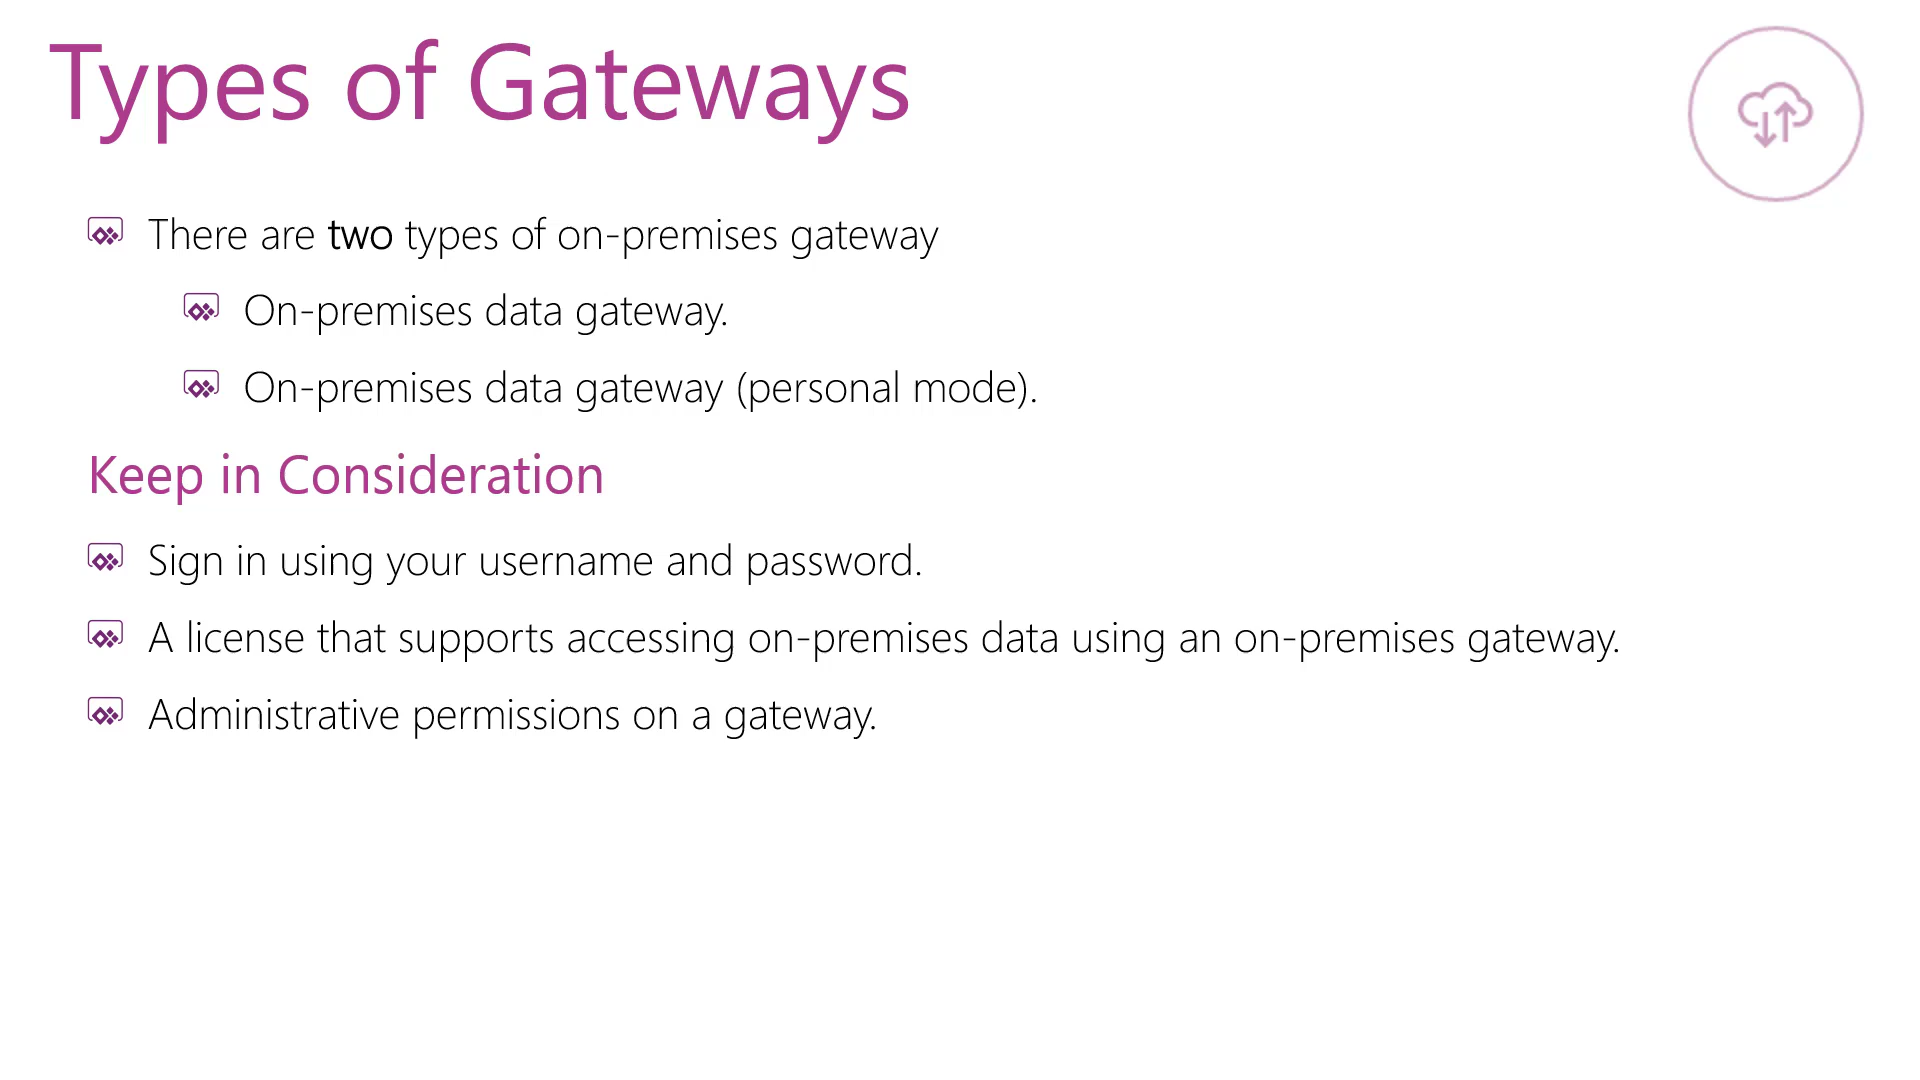 Types of Gateways
There are two types of on-premises gateway
On-premises data gateway.
On-premises data gateway (personal mode).
Keep in Consideration
Sign in using your username and password.
A license that supports accessing on-premises data using an on-premises gateway.
Administrative permissions on a gateway.